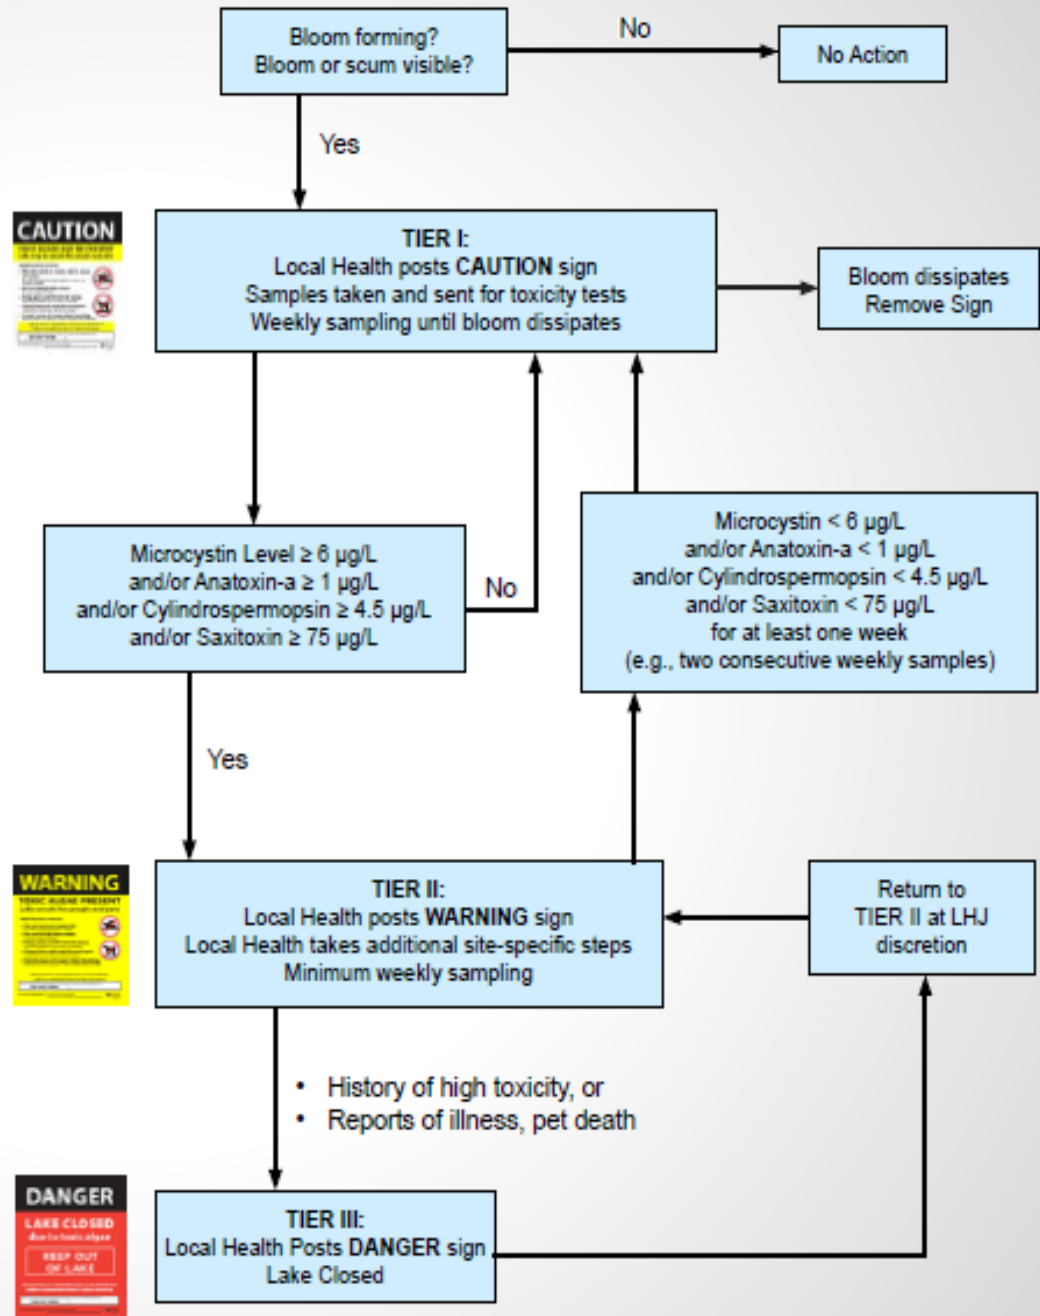 Bloom forming?
Bloom or scum visible?
No
No Action
Yes
CAUTION
TIER I:
Local Health posts CAUTION sign
Samples taken and sent for toxicity tests
Weekly sampling until bloom dissipates
Bloom dissipates
Remove Sign
Microcystin Level ≥ 6 µg/L
and/or Anatoxin-a ≥ 1 µg/L
and/or Cylindrospermopsin ≥ 4.5 µg/L
and/or Saxitoxin ≥ 75 µg/L
No
Microcystin < 6 µg/L
and/or Anatoxin-a < 1 µg/L
and/or Cylindrospermopsin < 4.5 µg/L
and/or Saxitoxin < 75 µg/L
for at least one week
(e.g., two consecutive weekly samples)
Yes
WARNING
TOXIC ALGAE PRESENT
TIER II:
Local Health posts WARNING sign
Local Health takes additional site-specific steps
Minimum weekly sampling
Return to
TIER II at LHJ
discretion
• History of high toxicity, or
• Reports of illness, pet death
DANGER
LAKE CLOSED
due to toxic algae
KEEP OUT
OF LAKE
TIER III:
Local Health Posts DANGER sign
Lake Closed